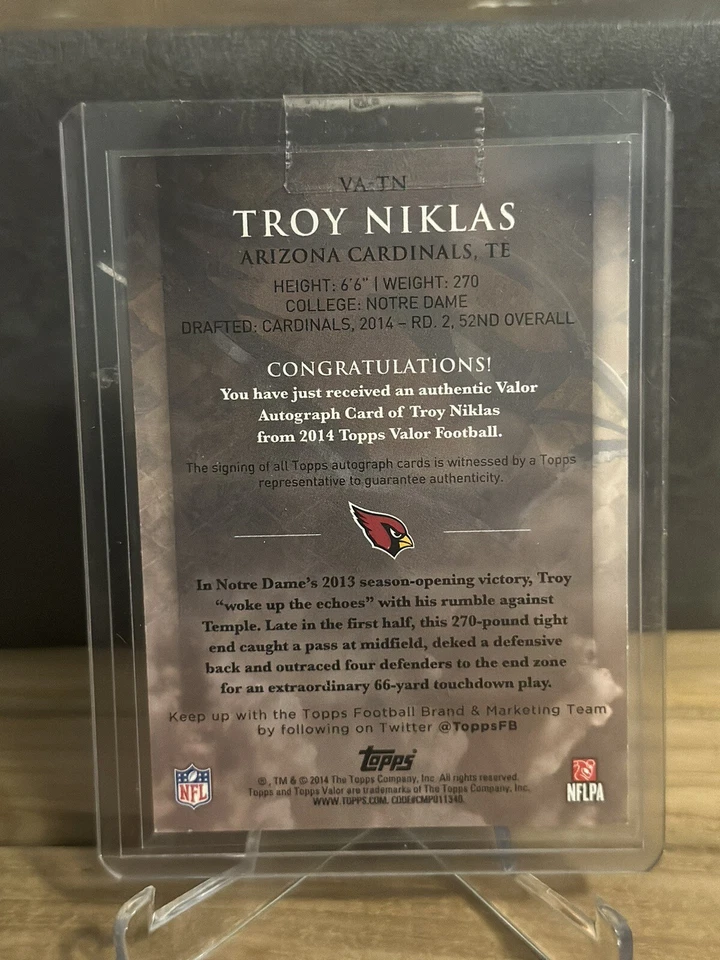 VA-TN
TROY NIKLAS
ARIZONA CARDINALS, TE
HEIGHT: 6'6" | WEIGHT: 270
COLLEGE: NOTRE DAME
DRAFTED: CARDINALS, 2014 – RD. 2, 52ND OVERALL
CONGRATULATIONS!
You have just received an authentic Valor
Autograph Card of Troy Niklas
from 2014 Topps Valor Football.
The signing of all Topps autograph cards is witnessed by a Topps
representative to guarantee authenticity.
In Notre Dame's 2013 season-opening victory, Troy
"woke up the echoes" with his rumble against
Temple. Late in the first half, this 270-pound tight
end caught a pass at midfield, deked a defensive
back and outraced four defenders to the end zone
for an extraordinary 66-yard touchdown play.
Keep up with the Topps Football Brand & Marketing Team
by following on Twitter @ToppsFB
Topps
®, TM & © 2014 The Topps Company, Inc. All rights reserved.
Topps and Topps Valor are trademarks of The Topps Company, Inc.
WWW.TOPPS.COM. CODE#CMP011340.
NFL
NFLPA